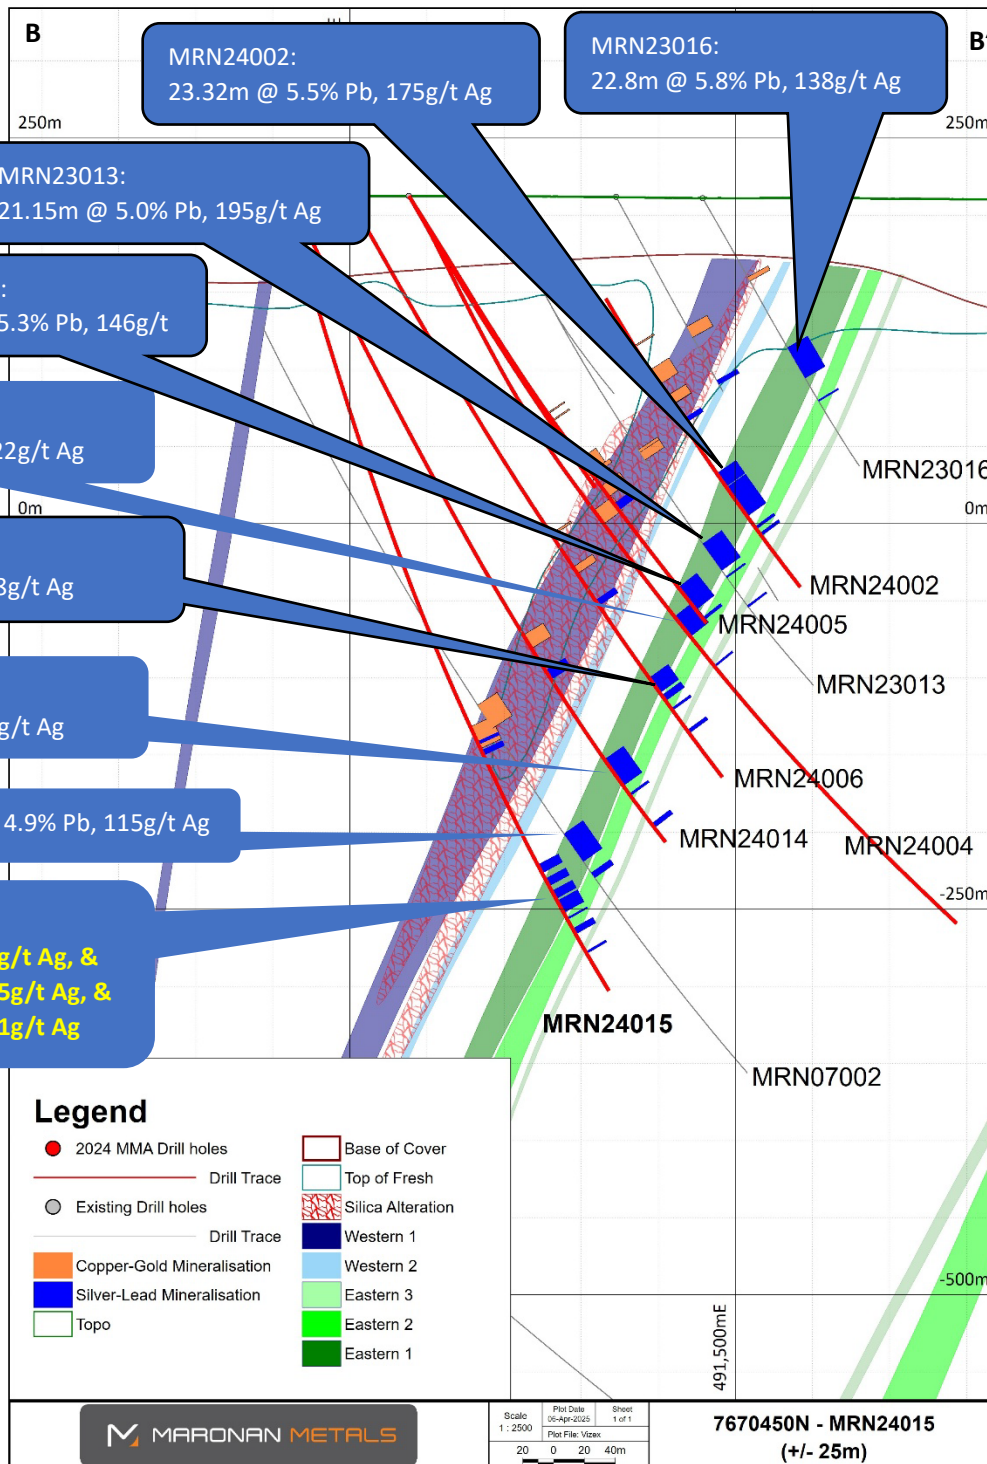 B
B'
MRN24002:
23.32m @ 5.5% Pb, 175g/t Ag
MRN23016:
22.8m @ 5.8% Pb, 138g/t Ag
250m
250m
MRN23013:
21.15m @ 5.0% Pb, 195g/t Ag
:
5.3% Pb, 146g/t
22g/t Ag
MRN23016
0m
0m
MRN24002
3g/t Ag
MRN24005
MRN23013
g/t Ag
MRN24006
4.9% Pb, 115g/t Ag
MRN24014
MRN24004
-250m
g/t Ag, &
5g/t Ag, &
1g/t Ag
MRN24015
MRN07002
Legend
2024 MMA Drill holes
Drill Trace
Existing Drill holes
Drill Trace
Copper-Gold Mineralisation
Silver-Lead Mineralisation
Topo
Base of Cover
Top of Fresh
Silica Alteration
Western 1
Western 2
Eastern 3
Eastern 2
Eastern 1
-500m
491,500mE
MARONAN METALS
Scale
1 : 2500
Plot Date
06-Apr-2025
Sheet
1 of 1
Plot File: Vizex
20 0 20 40m
7670450N - MRN24015
(+/- 25m)